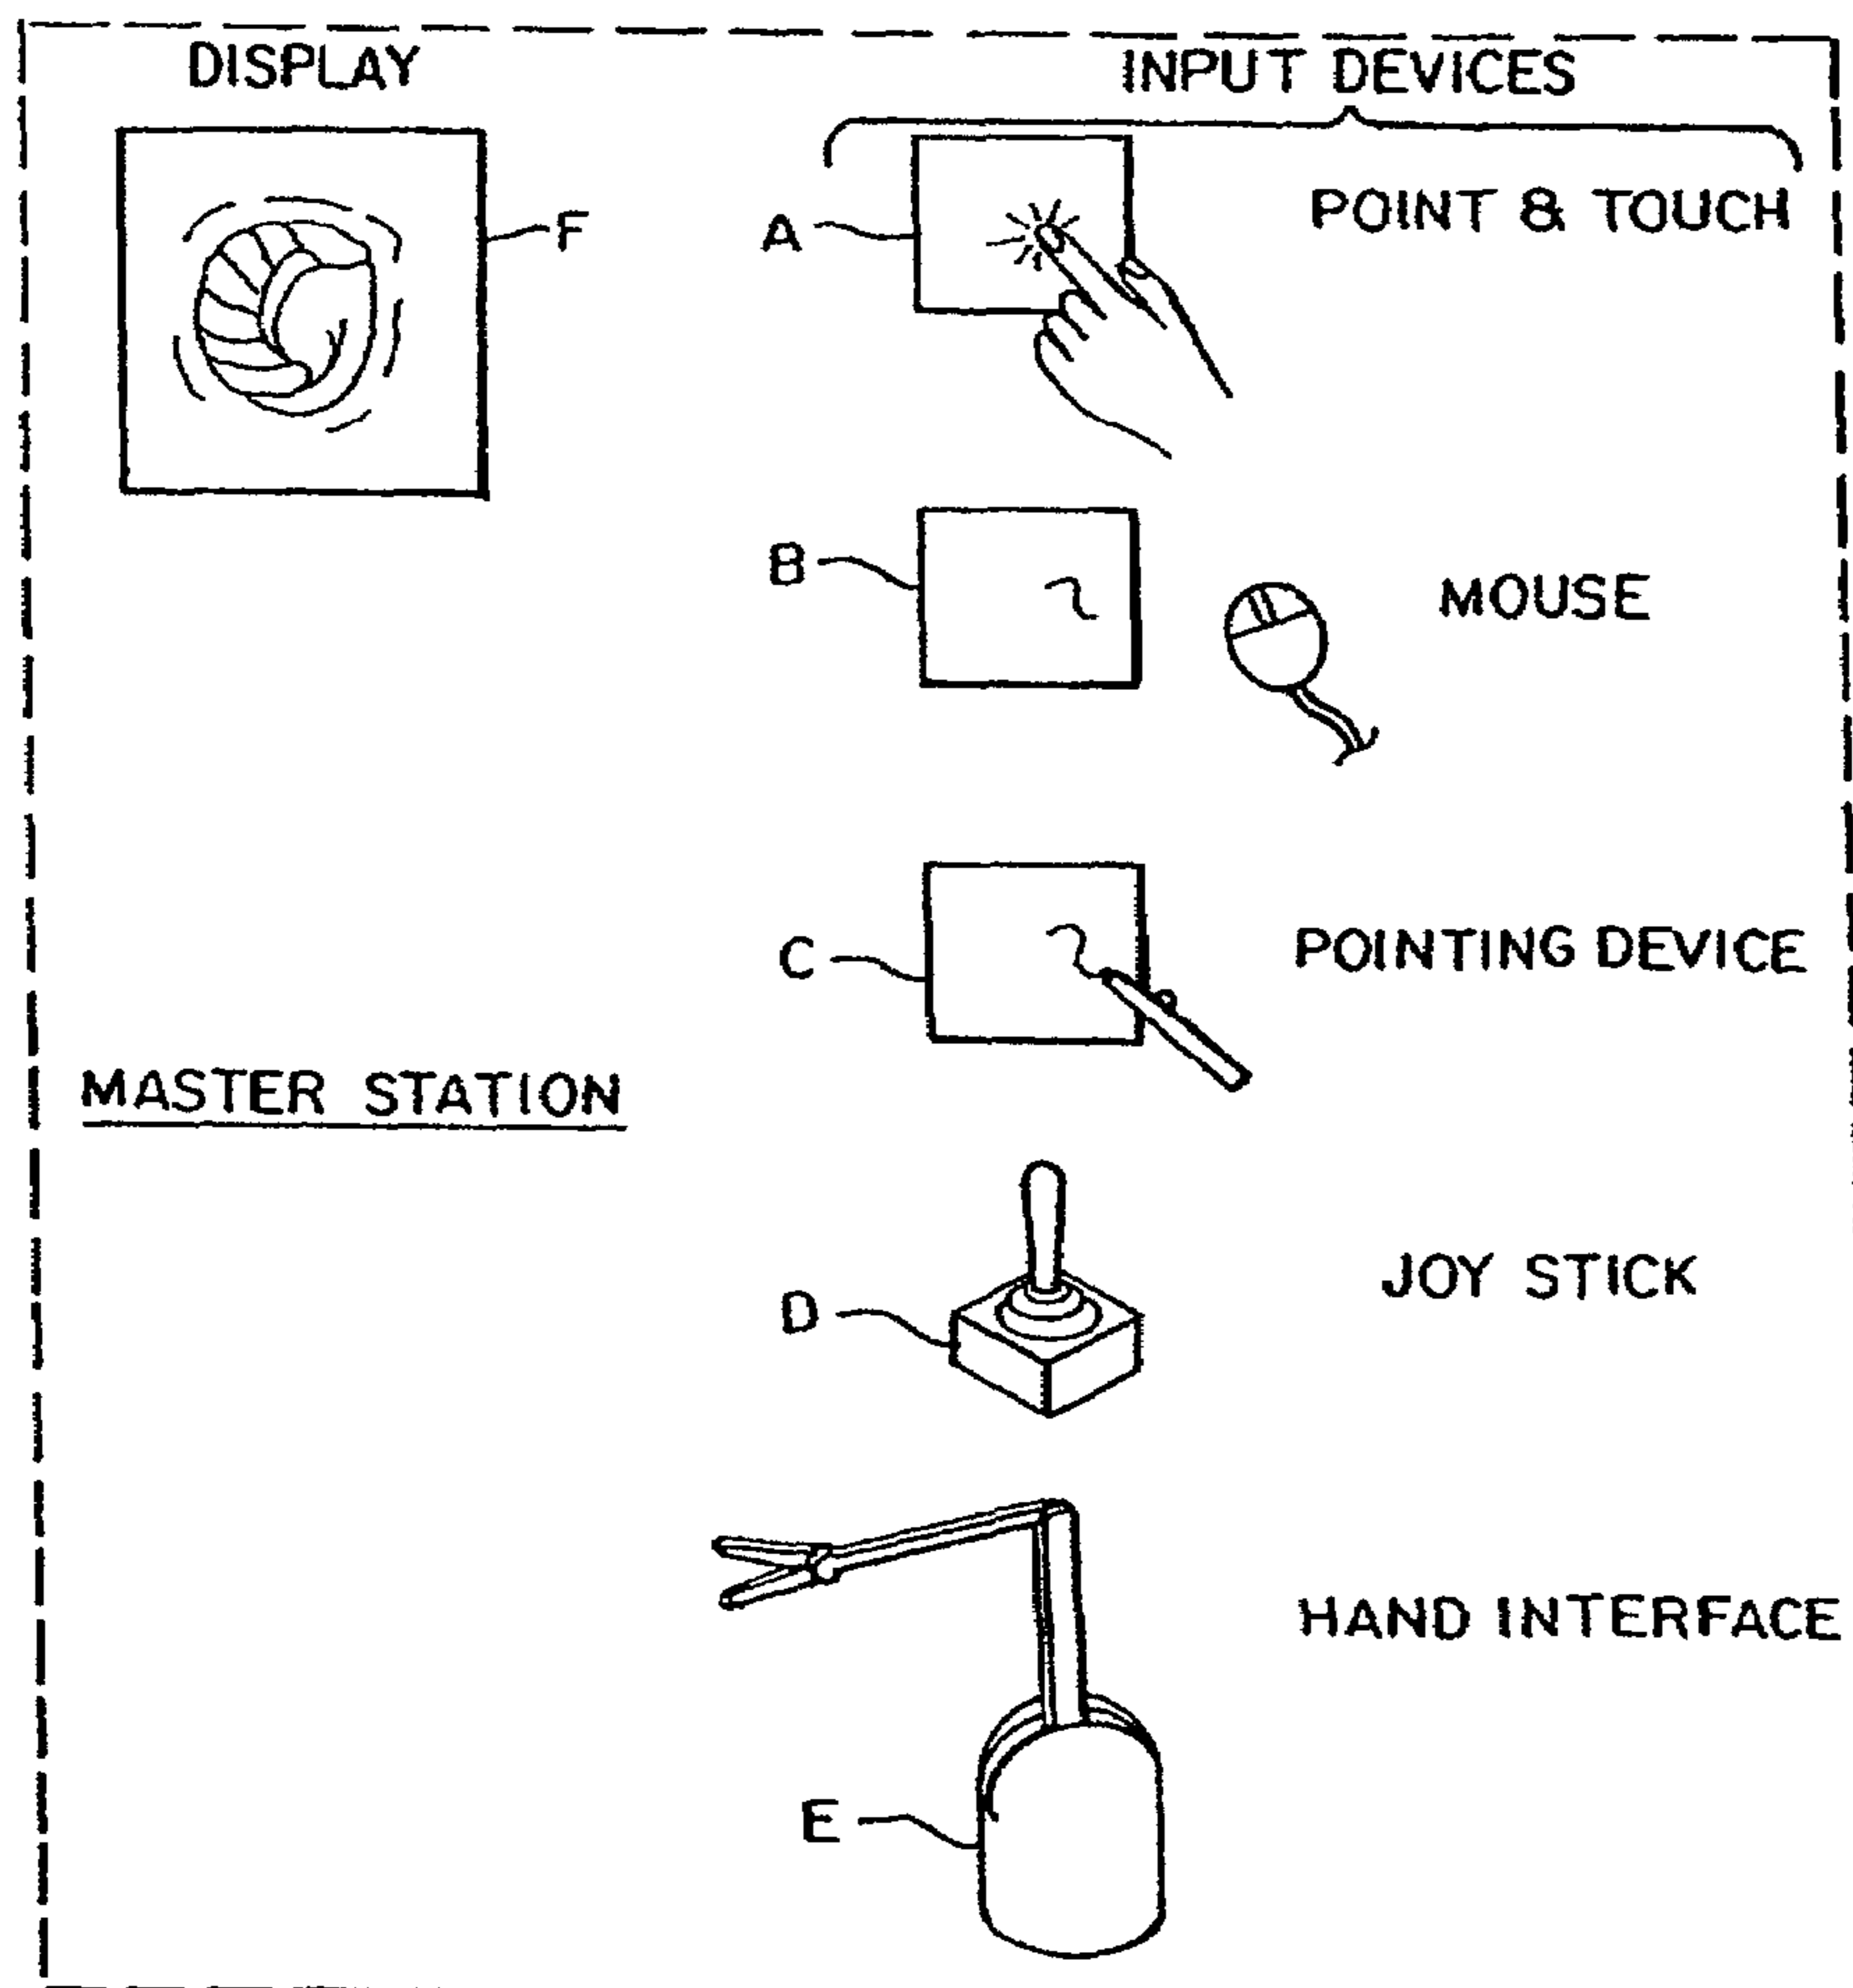 DISPLAY
INPUT DEVICES
F
A
POINT & TOUCH
B
MOUSE
C
POINTING DEVICE
MASTER STATION
D
JOY STICK
HAND INTERFACE
E